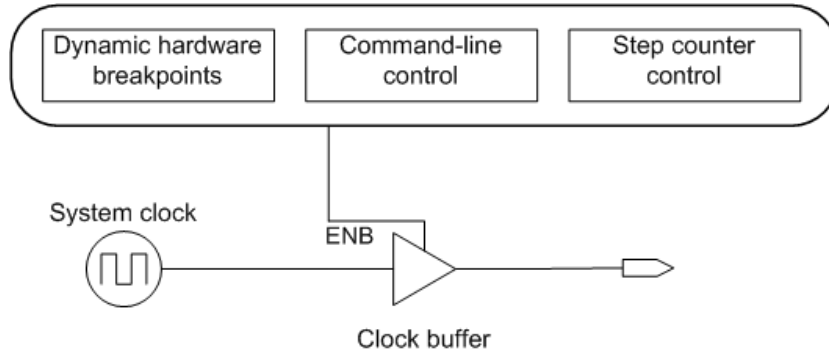 Dynamic hardware
breakpoints
Command-line
control
Step counter
control
System clock
ENB
Clock buffer